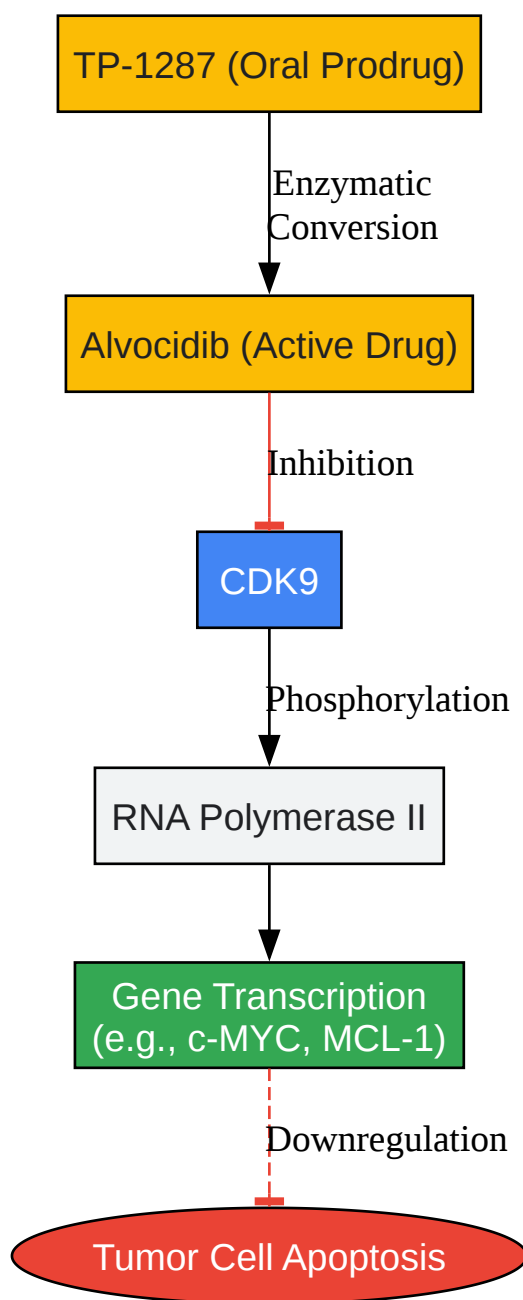 TP-1287 (Oral Prodrug)
Enzymatic
Conversion
Alvocidib (Active Drug)
Inhibition
CDK9
Phosphorylation
RNA Polymerase II
Gene Transcription
(e.g., c-MYC, MCL-1)
Downregulation
Tumor Cell Apoptosis